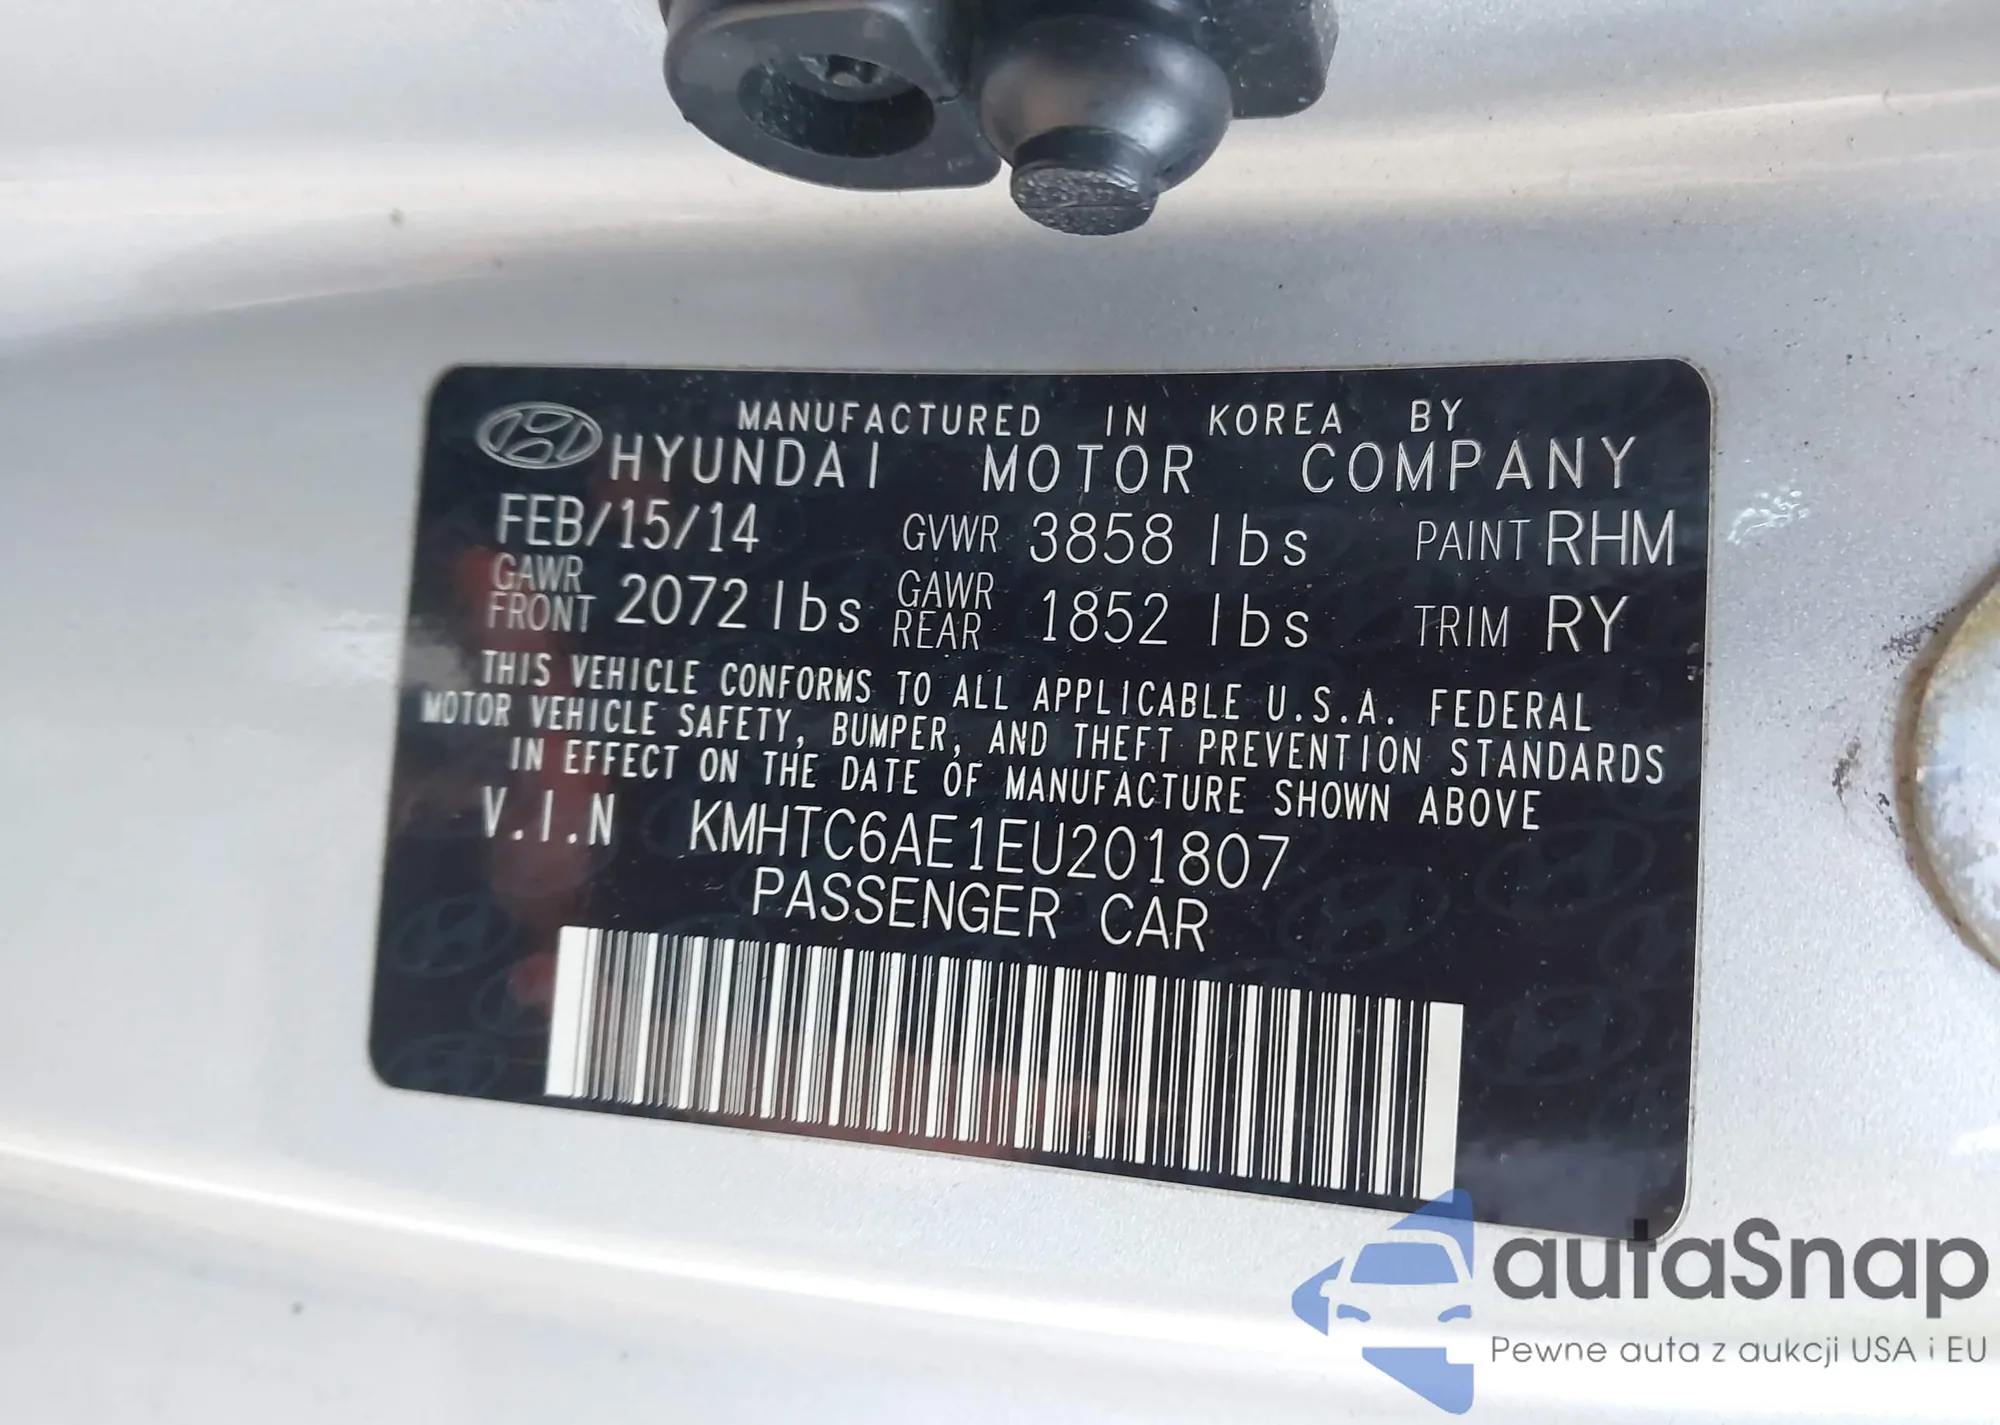 MANUFACTURED IN KOREA BY
HYUNDAI MOTOR COMPANY
FEB/15/14 GVWR 3858 lbs PAINT RHM
GAWR FRONT 2072 lbs GAWR REAR 1852 lbs TRIM RY
THIS VEHICLE CONFORMS TO ALL APPLICABLE U.S.A. FEDERAL
MOTOR VEHICLE SAFETY, BUMPER, AND THEFT PREVENTION STANDARDS
IN EFFECT ON THE DATE OF MANUFACTURE SHOWN ABOVE
V.I.N KMHTC6AE1EU201807
PASSENGER CAR
autaSnap
Pewne auta z aukcji USA i EU